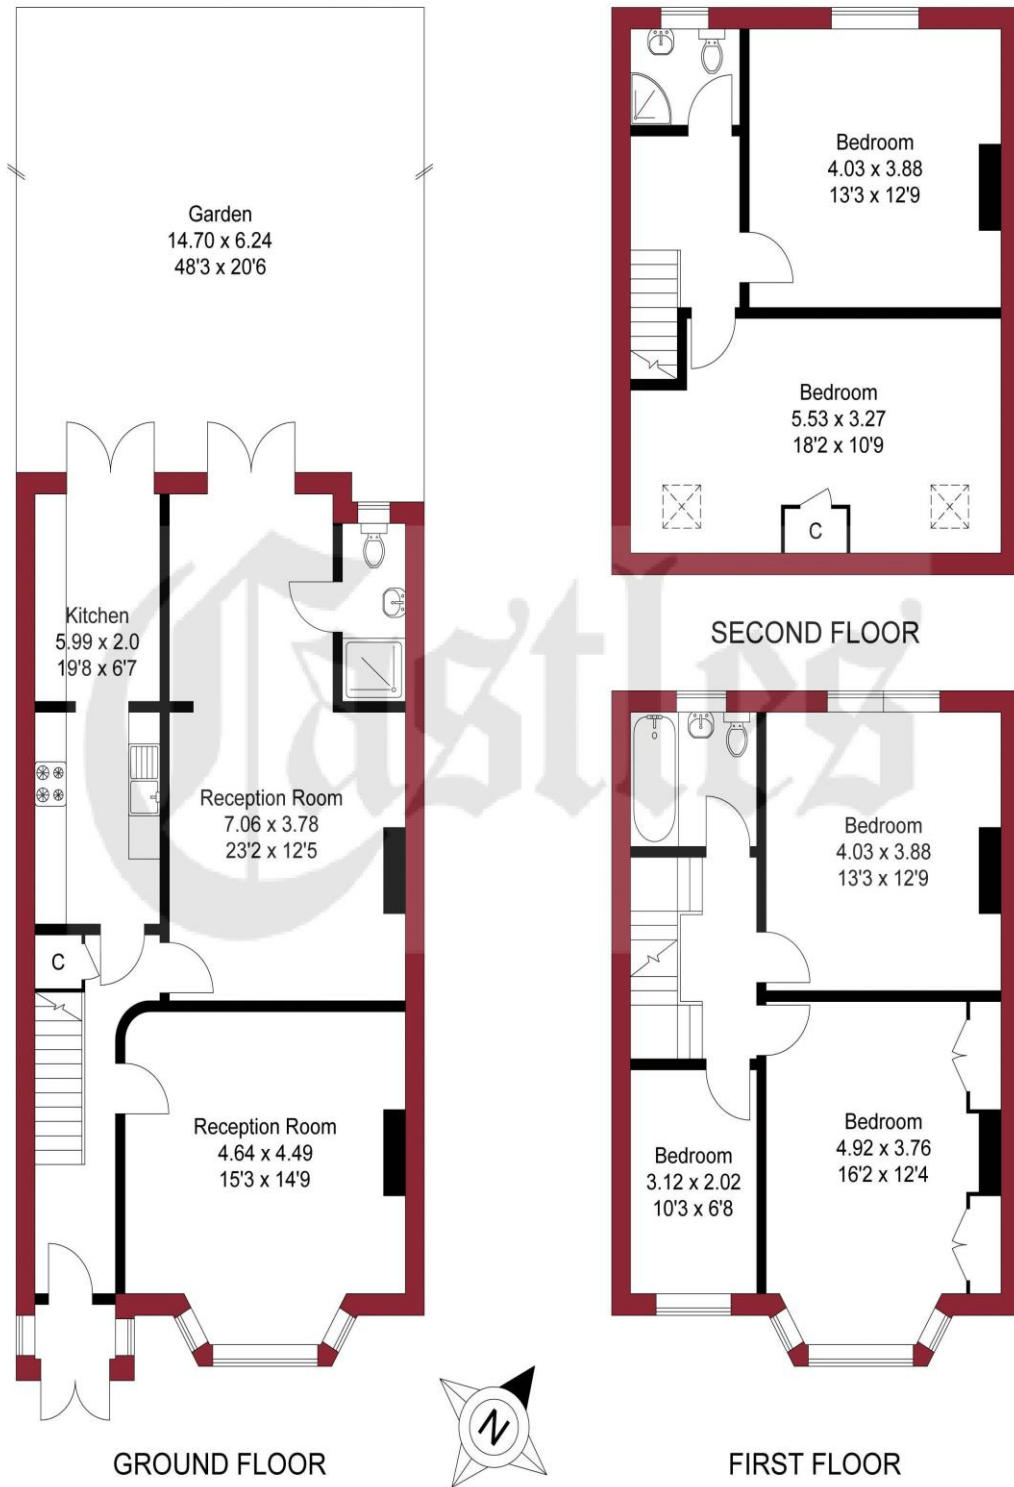 Garden
14.70 x 6.24
48'3 x 20'6
Kitchen
5.99 x 2.0
19'8 x 6'7
Reception Room
7.06 x 3.78
23'2 x 12'5
C
Reception Room
4.64 x 4.49
15'3 x 14'9
GROUND FLOOR
Bedroom
4.03 x 3.88
13'3 x 12'9
Bedroom
5.53 x 3.27
18'2 x 10'9
C
SECOND FLOOR
Bedroom
4.03 x 3.88
13'3 x 12'9
Bedroom
4.92 x 3.76
16'2 x 12'4
Bedroom
3.12 x 2.02
10'3 x 6'8
FIRST FLOOR
N
Castles